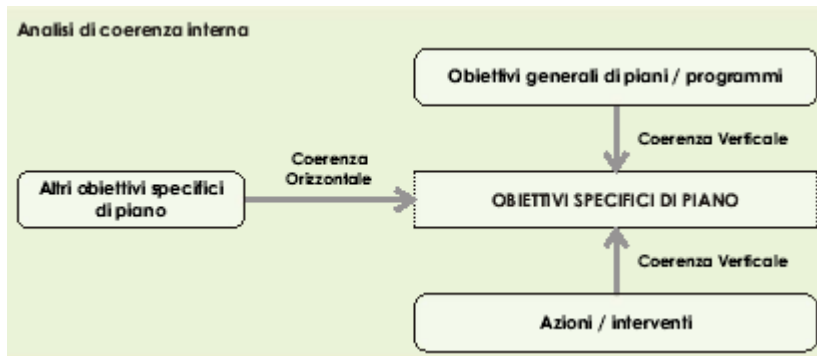 Analisi di coerenza interna
Obiettivi generali di piani / programmi
Coerenza Verticale
Coerenza
Orizzontale
Altri obiettivi specifici
di piano
OBIETTIVI SPECIFICI DI PIANO
Coerenza Verficale
Azioni / interventi